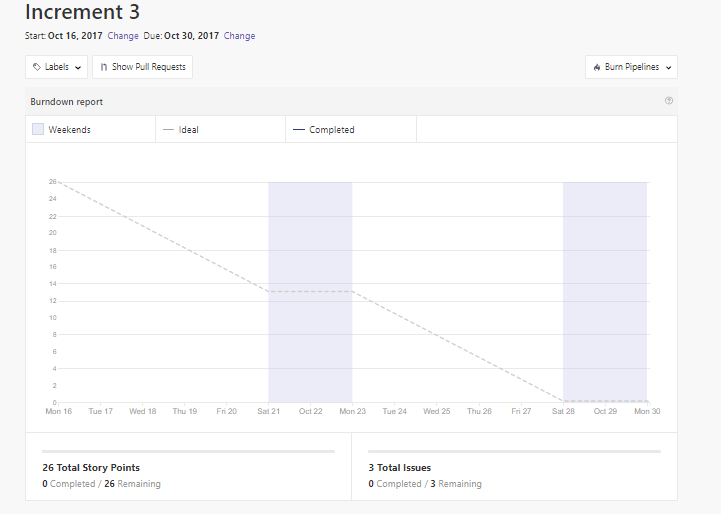 Increment 3
Start: Oct 16, 2017 Change Due: Oct 30, 2017 Change
Labels Show Pull Requests Burn Pipelines
Burndown report
Weekends Ideal Completed
26
24
22
20
18
16
14
12
10
8
6
4
2
0
Mon 16 Tue 17 Wed 18 Thu 19 Fri 20 Sat 21 Oct 22 Mon 23 Tue 24 Wed 25 Thu 26 Fri 27 Sat 28 Oct 29 Mon 30
26 Total Story Points 3 Total Issues
0 Completed / 26 Remaining 0 Completed / 3 Remaining